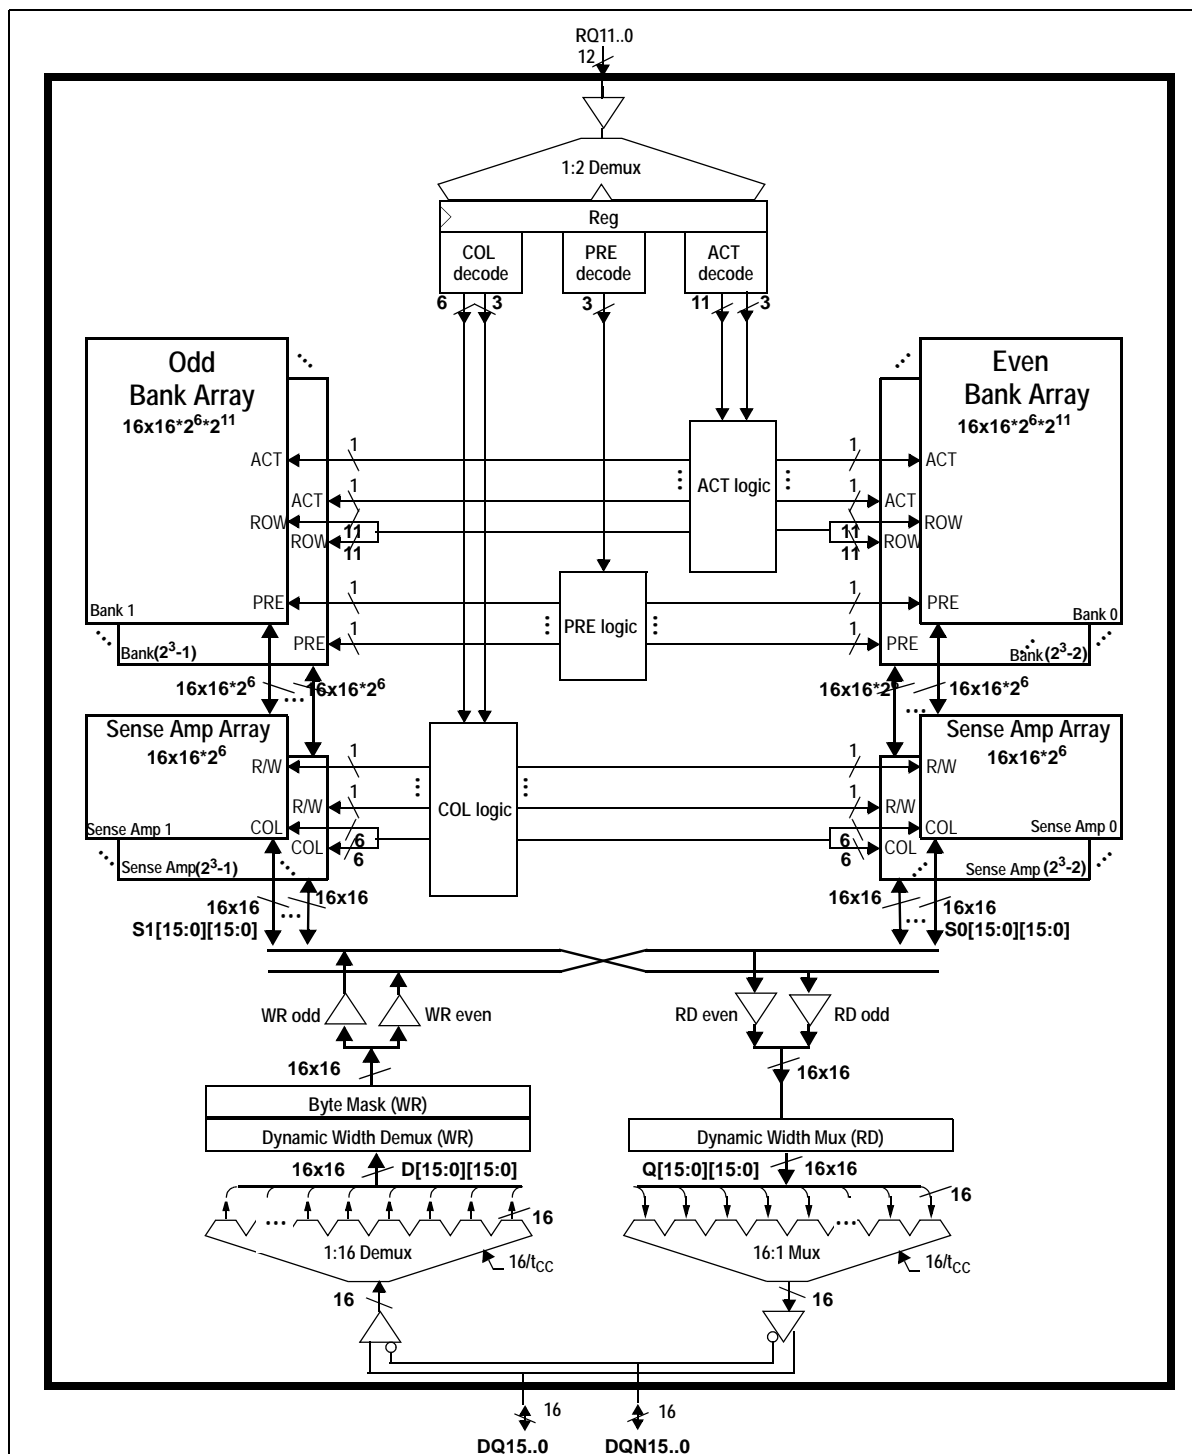 RQ11..0
12
1:2 Demux
Reg
COL decode
PRE decode
ACT decode
6 3
3
11 3
Odd Bank Array
16x16*2^6*2^11
Even Bank Array
16x16*2^6*2^11
ACT 1 1 ACT
ACT logic
ACT 1 1 ACT
ROW 11 11 ROW
ROW 11 11 ROW
PRE 1 1 PRE
Bank 1
Bank 0
PRE logic
PRE 1 1 PRE
Bank(2^3-1)
Bank(2^3-2)
16x16*2^6 16x16*2^6
16x16*2^6 16x16*2^6
Sense Amp Array
16x16*2^6
Sense Amp Array
16x16*2^6
R/W 1 1 R/W
R/W 1 1 R/W
COL logic
Sense Amp 1 COL 6 6 COL Sense Amp 0
COL 6 6 COL
Sense Amp(2^3-1)
Sense Amp (2^3-2)
16x16 16x16
16x16 16x16
S1[15:0][15:0]
S0[15:0][15:0]
WR odd
WR even
RD even
RD odd
16x16
16x16
Byte Mask (WR)
Dynamic Width Demux (WR)
Dynamic Width Mux (RD)
16x16 D[15:0][15:0]
Q[15:0][15:0] 16x16
16
16
1:16 Demux
16/tCC
16:1 Mux
16/tCC
16
16
16
16
DQ15..0
DQN15..0